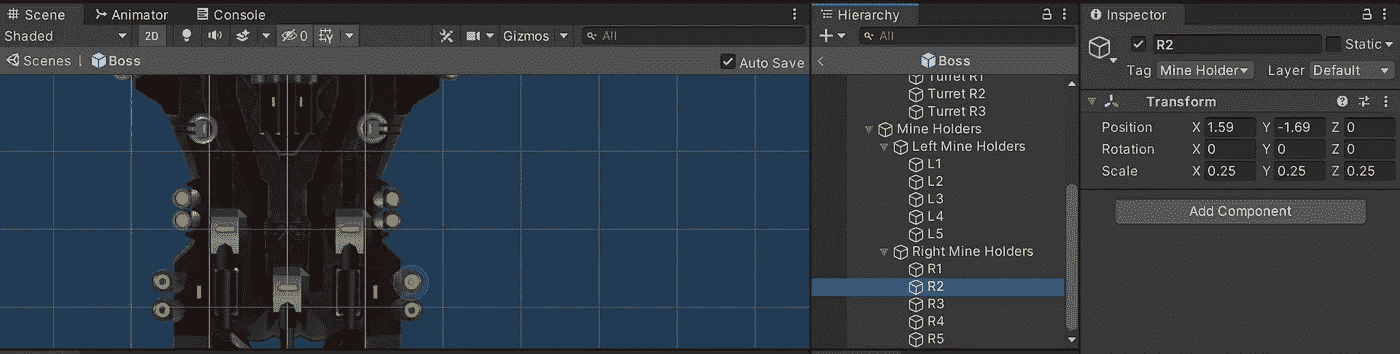 Scene
Animator
Console
Shaded
2D
0
Gizmos
All
Scenes
Boss
Auto Save
Hierarchy
All
Boss
Turret R1
Turret R2
Turret R3
Mine Holders
Left Mine Holders
L1
L2
L3
L4
L5
Right Mine Holders
R1
R2
R3
R4
R5
Inspector
R2
Static
Tag Mine Holder Layer Default
Transform
Position X 1.59 Y -1.69 Z 0
Rotation X 0 Y 0 Z 0
Scale X 0.25 Y 0.25 Z 0.25
Add Component